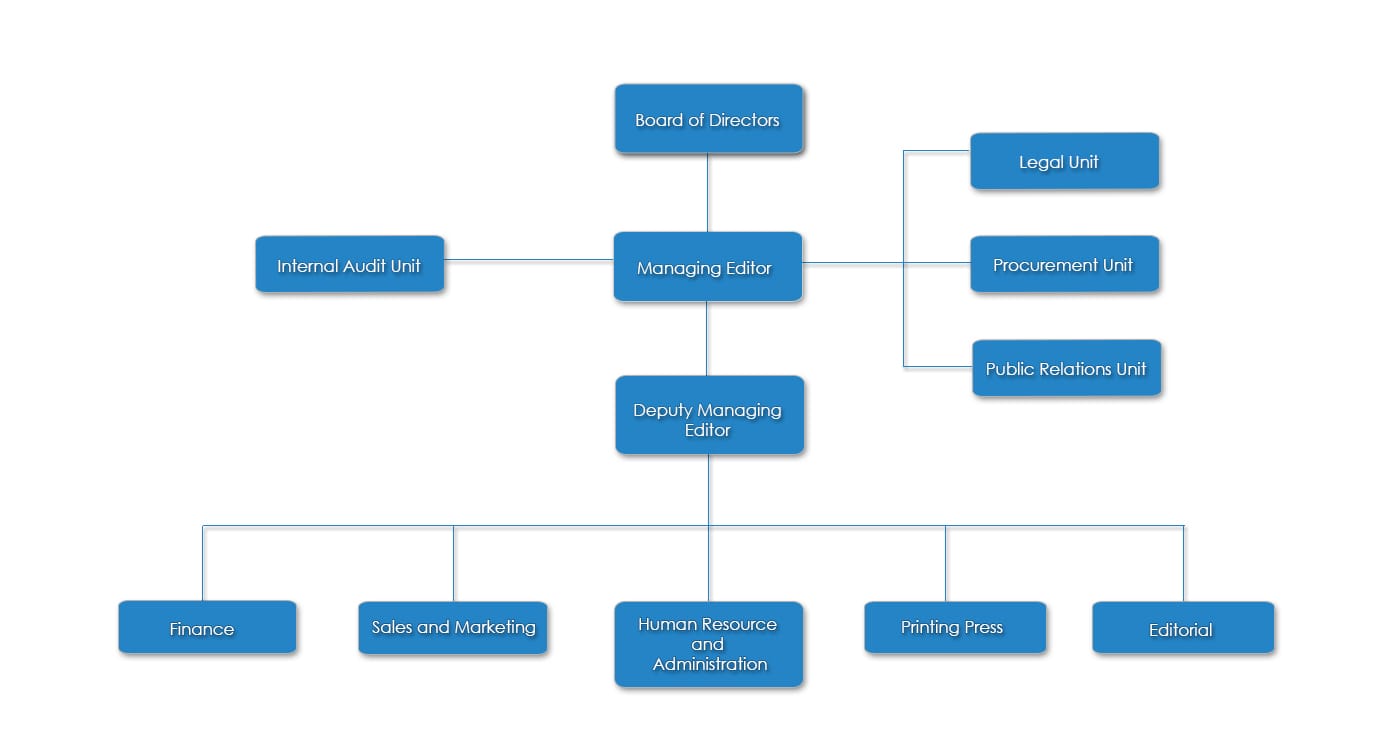 Board of Directors
Legal Unit
Internal Audit Unit
Managing Editor
Procurement Unit
Public Relations Unit
Deputy Managing
Editor
Finance
Sales and Marketing
Human Resource
and
Administration
Printing Press
Editorial